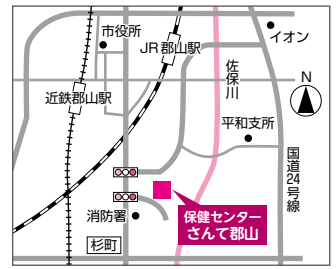 市役所
イオン
JR郡山駅
佐保川
N
近鉄郡山駅
平和支所
国道24号線
消防署
保健センター
さんて郡山
杉町